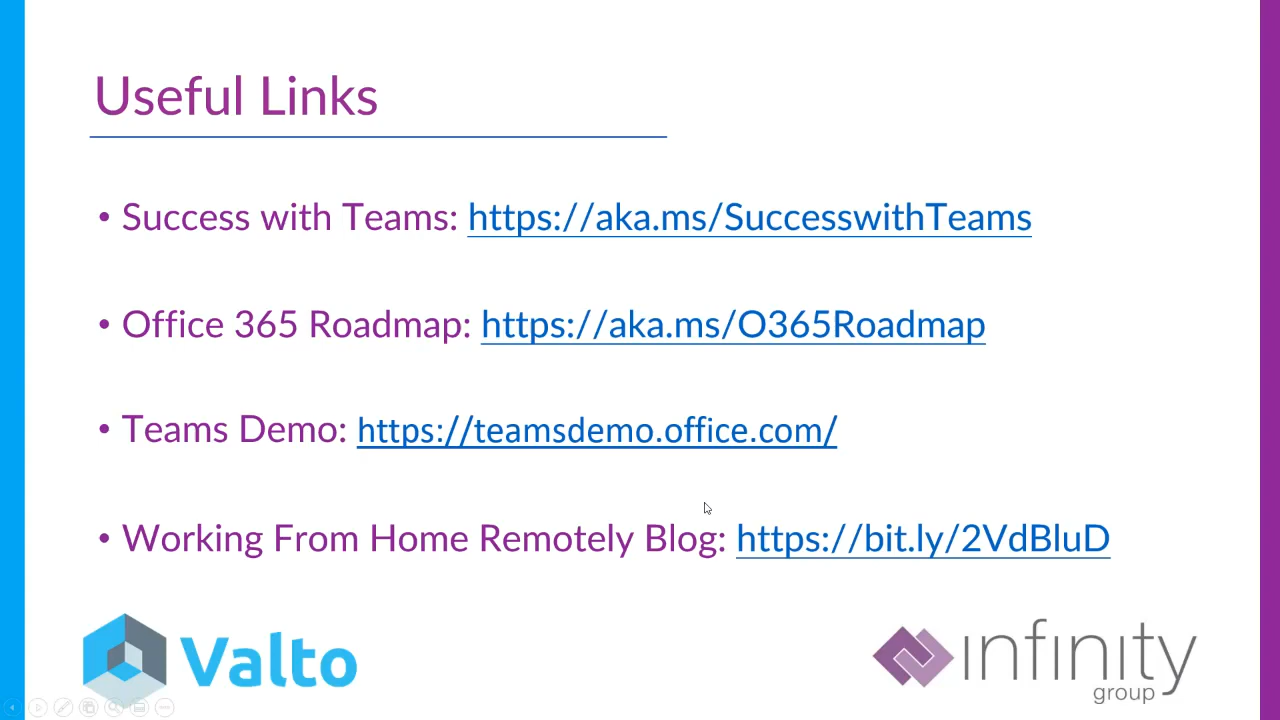 Useful Links
• Success with Teams: https://aka.ms/SuccesswithTeams
• Office 365 Roadmap: https://aka.ms/O365Roadmap
• Teams Demo: https://teamsdemo.office.com/
• Working From Home Remotely Blog: https://bit.ly/2VdBluD
Valto
infinity
group